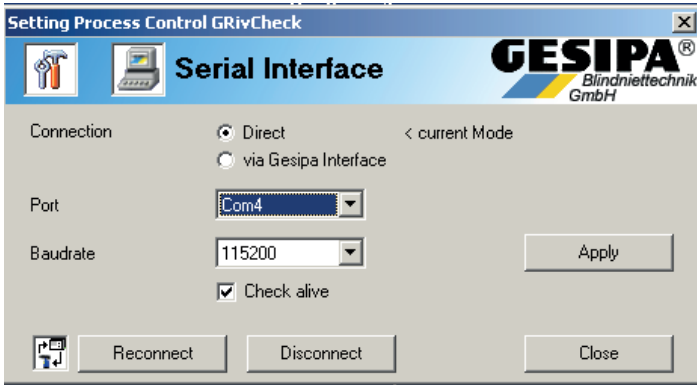 Setting Process Control GRivCheck
Serial Interface
GESIPA®
Blindniettechnik
GmbH
Connection
Direct
< current Mode
via Gesipa Interface
Port
Com4
Baudrate
115200
Apply
Check alive
Reconnect
Disconnect
Close